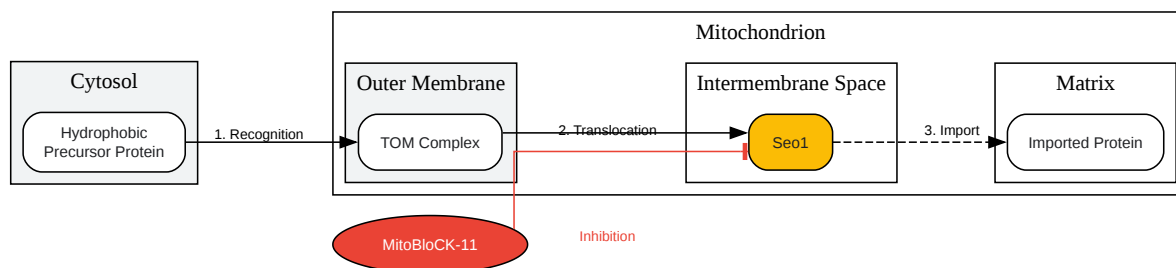 Mitochondrion
Cytosol
Outer Membrane
Intermembrane Space
Matrix
Hydrophobic
Precursor Protein
1. Recognition
TOM Complex
2. Translocation
Seo1
3. Import
Imported Protein
MitoBloCK-11
Inhibition